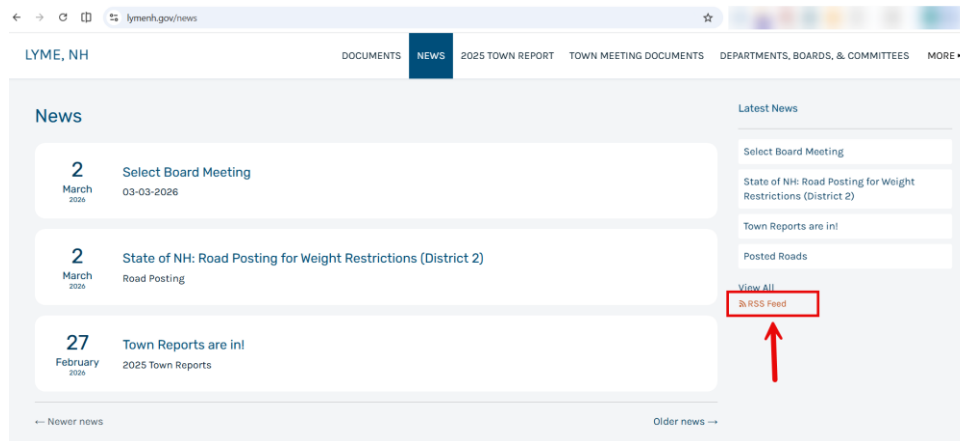 lymenh.gov/news
LYME, NH
DOCUMENTS NEWS 2025 TOWN REPORT TOWN MEETING DOCUMENTS DEPARTMENTS, BOARDS, & COMMITTEES MORE
News
2
March
2026
Select Board Meeting
03-03-2026
2
March
2026
State of NH: Road Posting for Weight Restrictions (District 2)
Road Posting
27
February
2026
Town Reports are in!
2025 Town Reports
← Newer news
Older news →
Latest News
Select Board Meeting
State of NH: Road Posting for Weight
Restrictions (District 2)
Town Reports are in!
Posted Roads
View All
RSS Feed